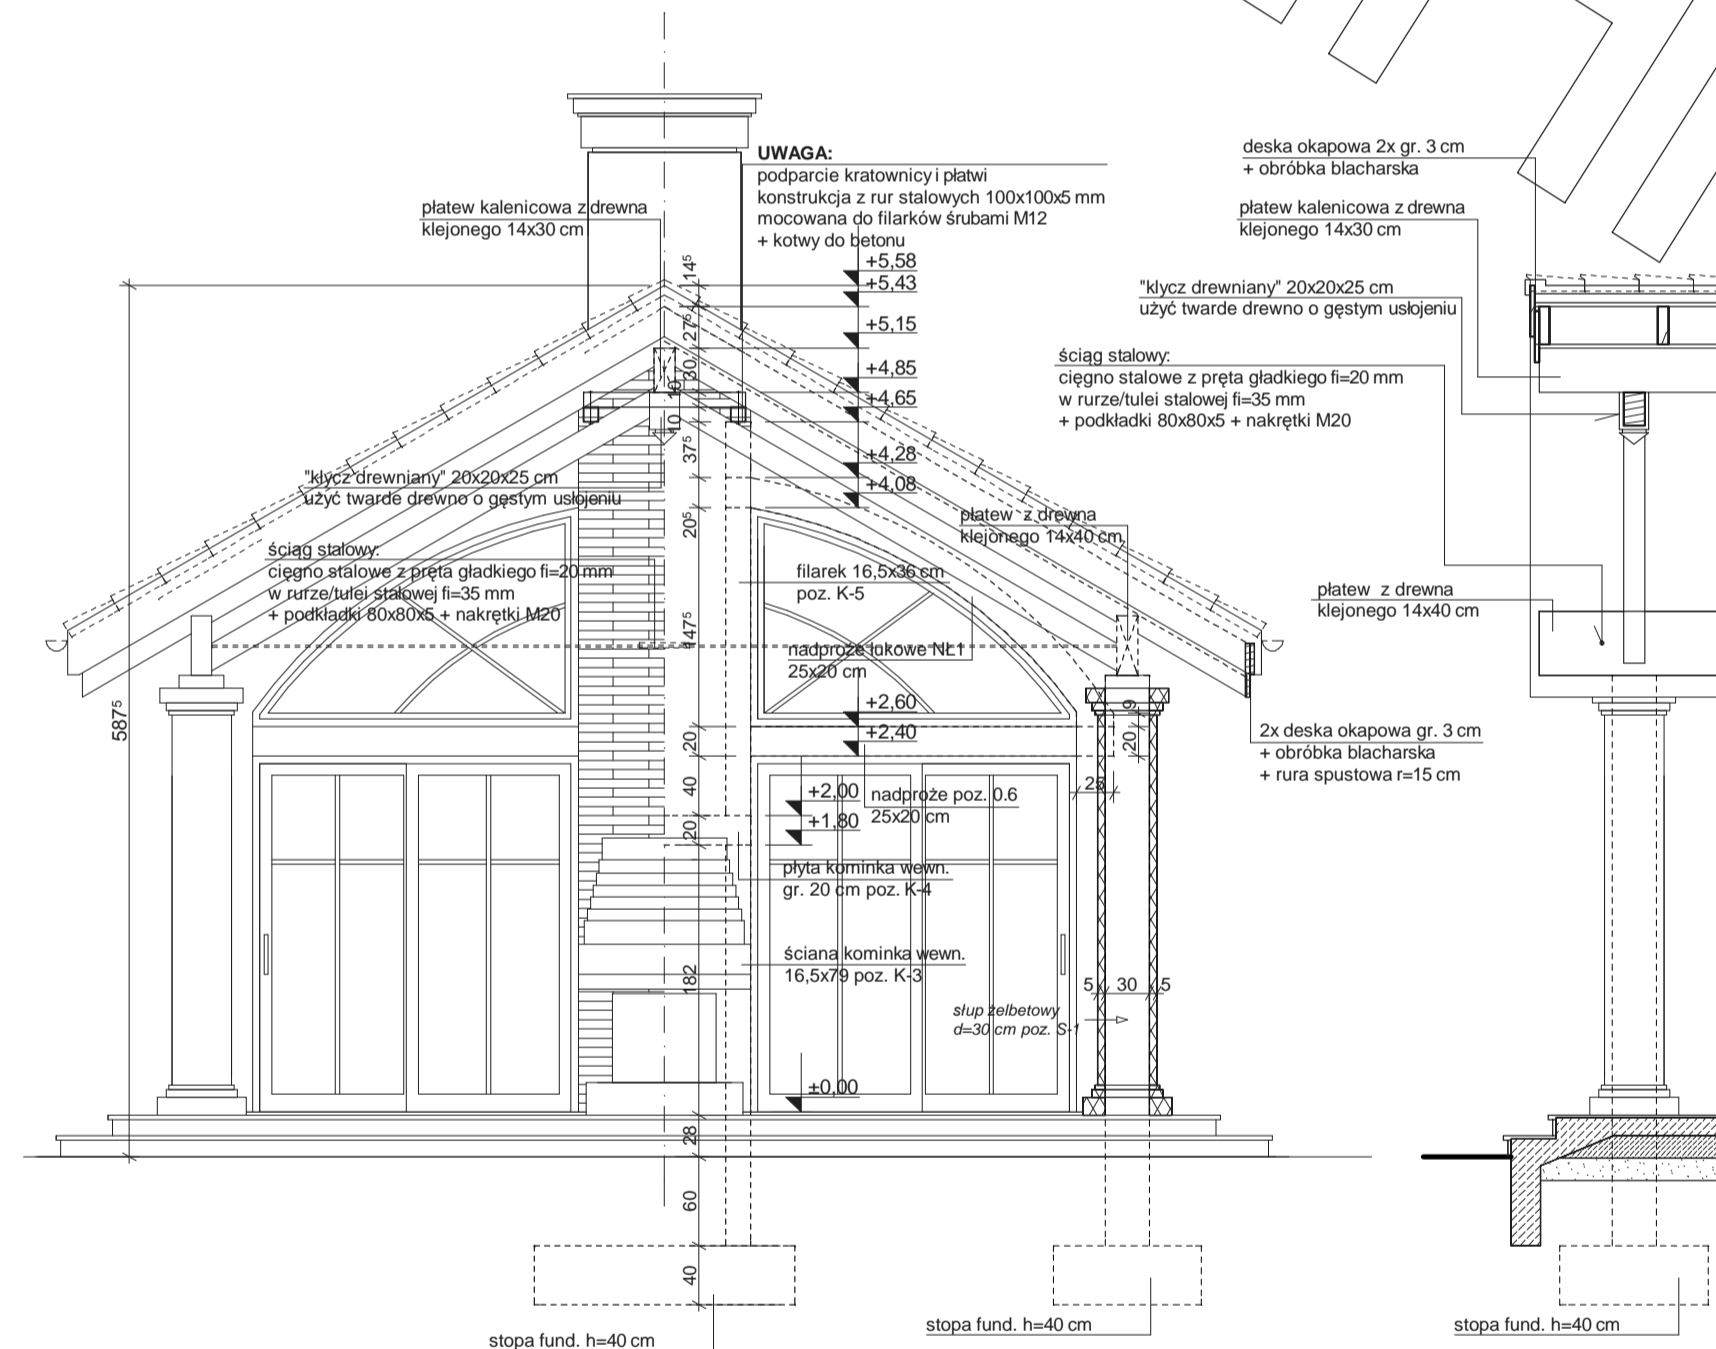 UWAGA:
podparcie kratownicy i płatwi
konstrukcja z rur stalowych 100x100x5 mm
mocowana do filarków śrubami M12
+ kotwy do betonu
płatew kalenicowa z drewna
klejonego 14x30 cm
deska okapowa 2x gr. 3 cm
+ obróbka blacharska
płatew kalenicowa z drewna
klejonego 14x30 cm
"klycz drewniany" 20x20x25 cm
użyć twarde drewno o gęstym usłojeniu
ściąg stalowy:
cięgno stalowe z pręta gładkiego fi=20 mm
w rurze/tulei stalowej fi=35 mm
+ podkładki 80x80x5 + nakrętki M20
+5,58
+5,43
+5,15
+4,85
+4,65
+4,28
+4,08
14⁵
27⁵
30
10
10
37⁵
20⁵
147⁵
"klycz drewniany" 20x20x25 cm
użyć twarde drewno o gęstym usłojeniu
ściąg stalowy:
cięgno stalowe z pręta gładkiego fi=20 mm
w rurze/tulei stalowej fi=35 mm
+ podkładki 80x80x5 + nakrętki M20
płatew z drewna
klejonego 14x40 cm
filarek 16,5x36 cm
poz. K-5
płatew z drewna
klejonego 14x40 cm
nadproże łukowe NŁ1
25x20 cm
587⁵
+2,60
+2,40
9
20
20
2x deska okapowa gr. 3 cm
+ obróbka blacharska
+ rura spustowa r=15 cm
25
40
+2,00
+1,80
nadproże poz. 0.6
25x20 cm
20
płyta kominka wewn.
gr. 20 cm poz. K-4
ściana kominka wewn.
16,5x79 poz. K-3
182
5
30
5
słup żelbetowy
d=30 cm poz. S-1
±0,00
28
60
40
stopa fund. h=40 cm
stopa fund. h=40 cm
stopa fund. h=40 cm